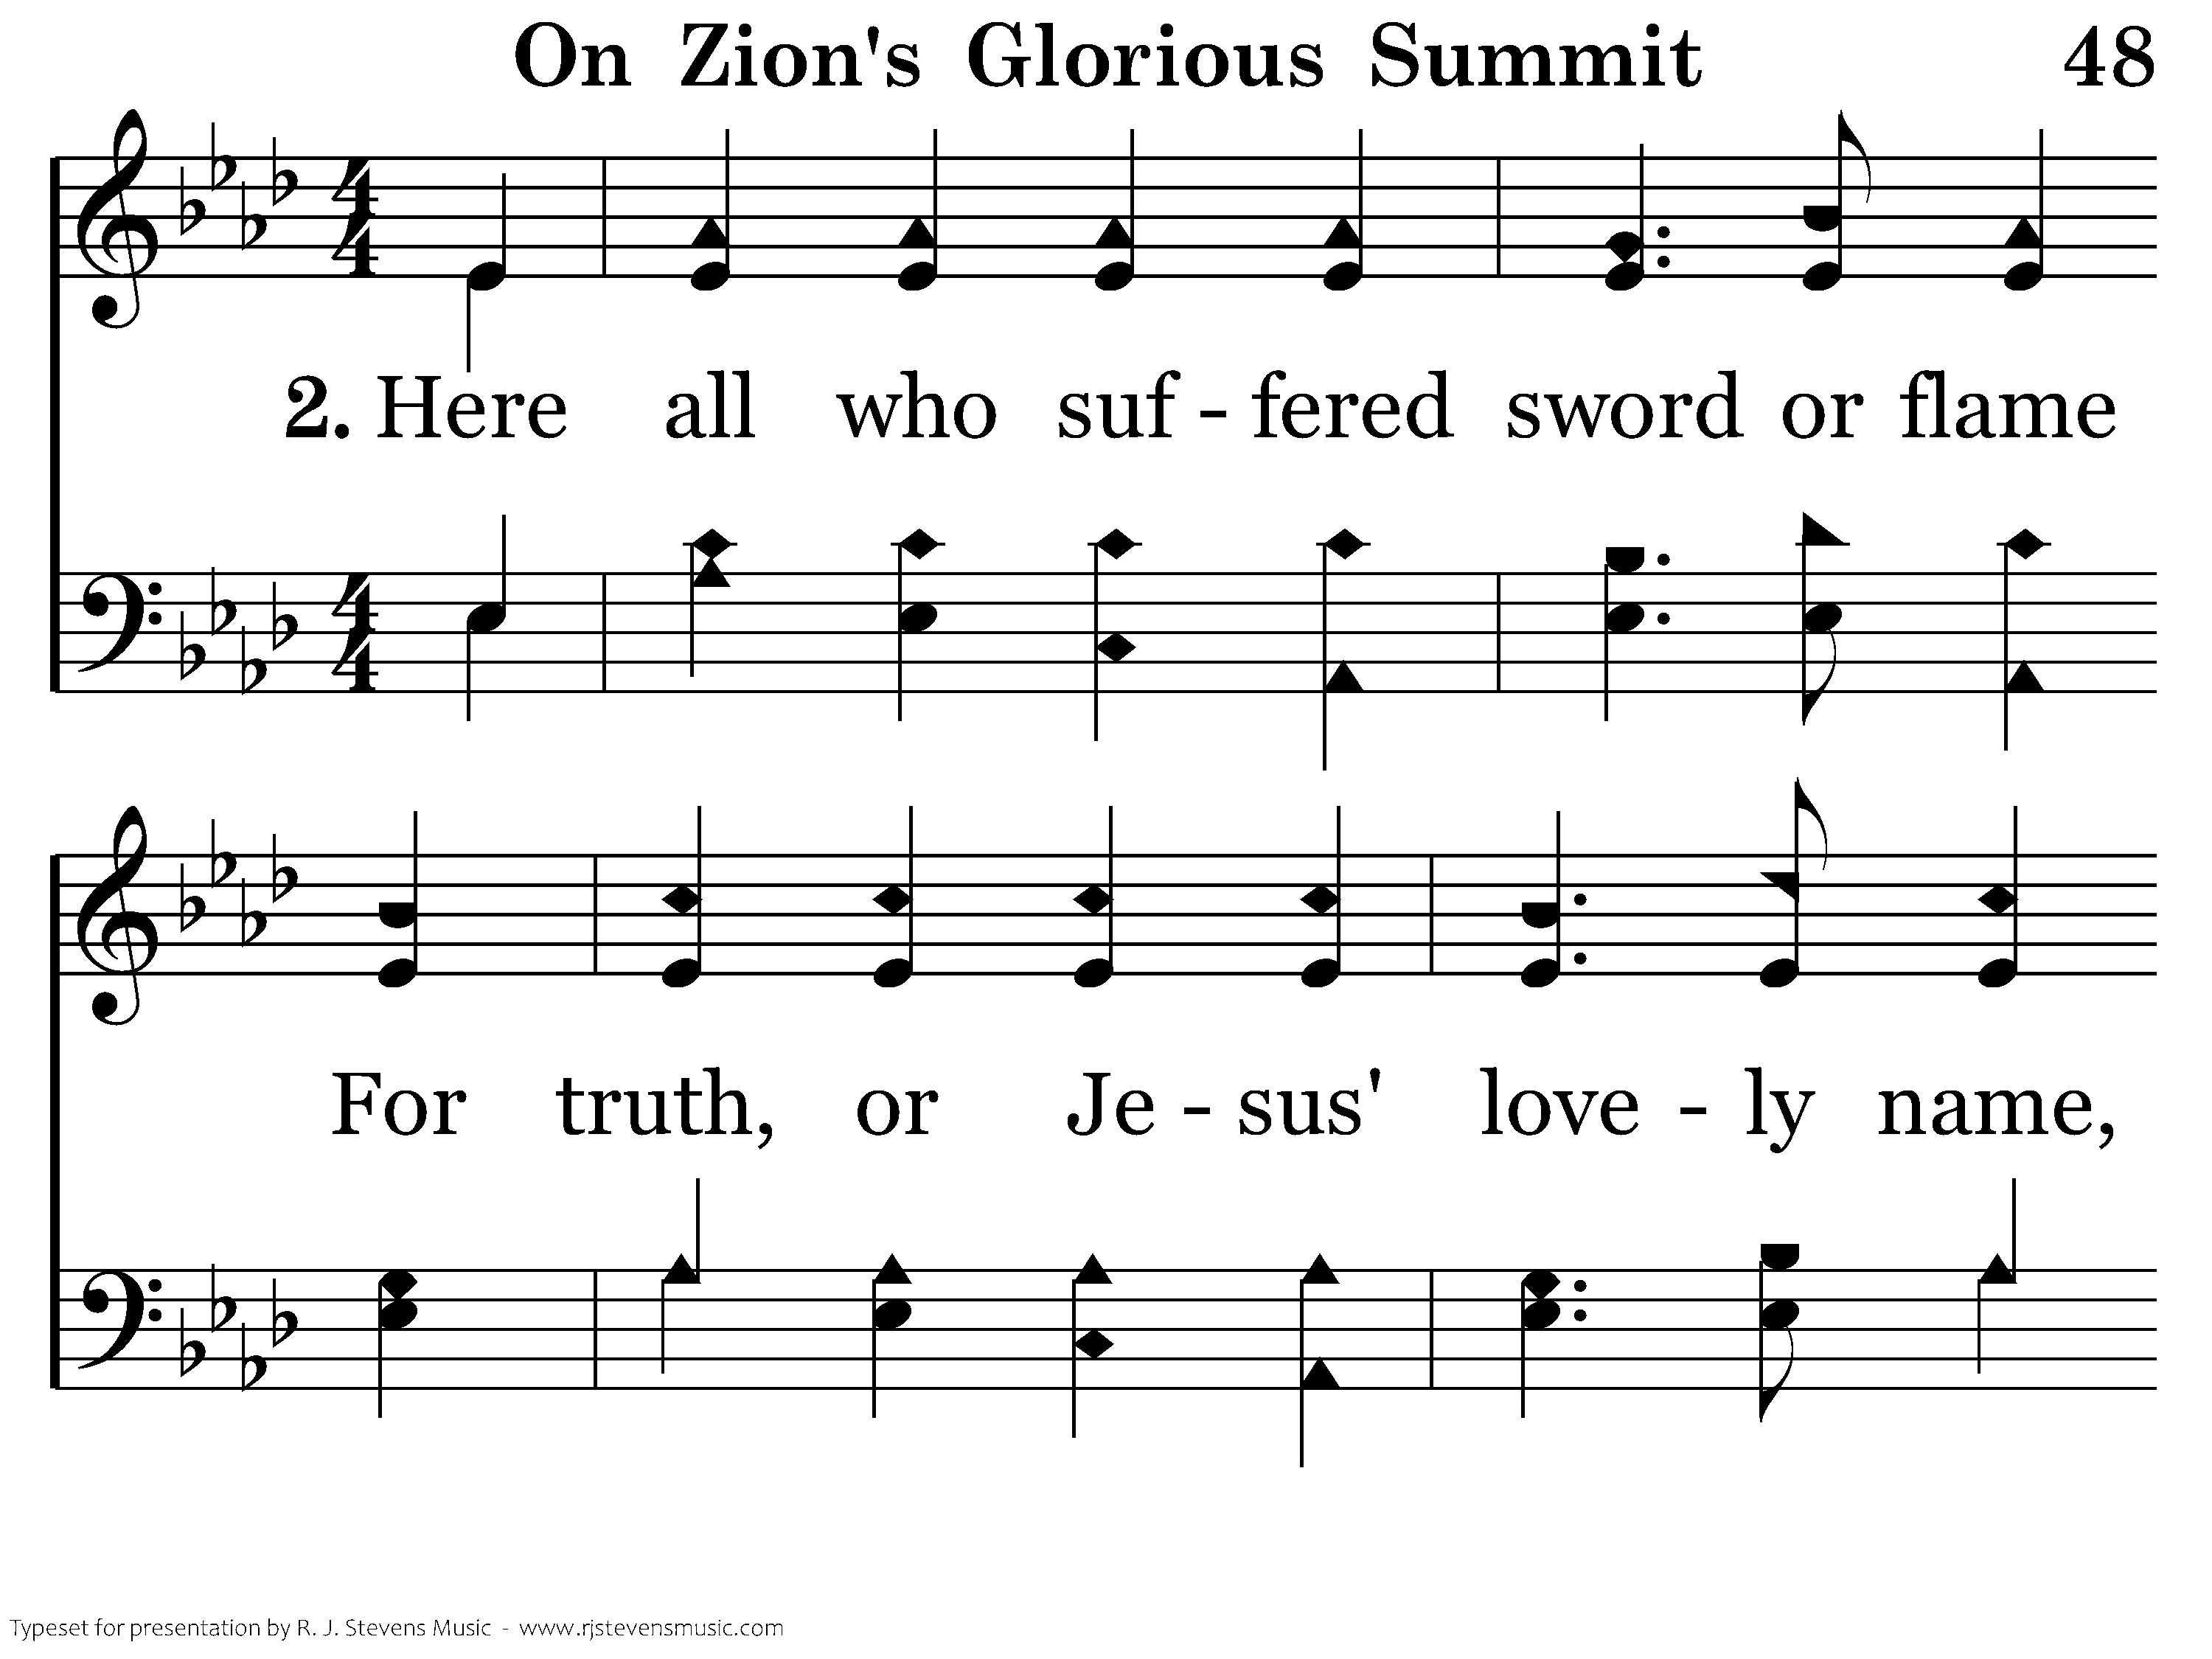 On Zion's Glorious Summit 48
2. Here all who suf - fered sword or flame
For truth, or Je - sus' love - ly name,
Typeset for presentation by R. J. Stevens Music - www.rjstevensmusic.com